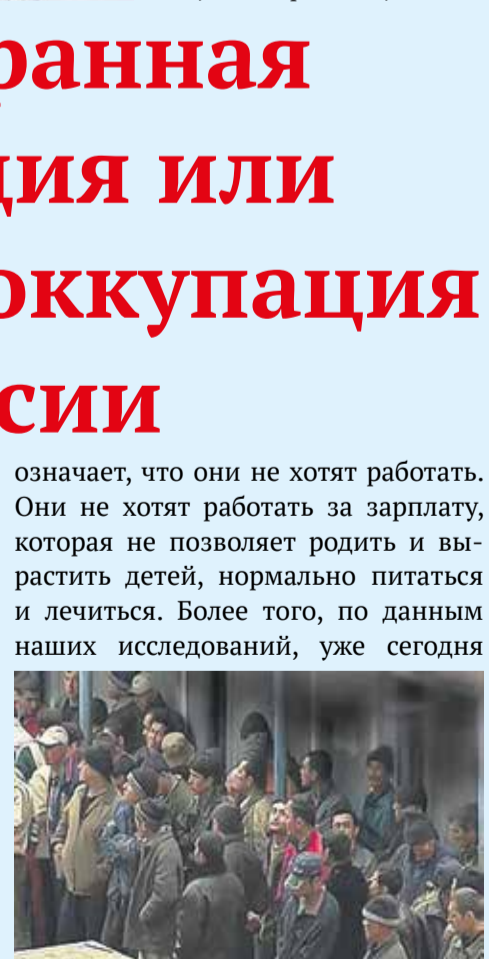 ранная
ция или
оккупация
сии
означает, что они не хотят работать.
Они не хотят работать за зарплату,
которая не позволяет родить и вы-
растить детей, нормально питаться
и лечиться. Более того, по данным
наших исследований, уже сегодня